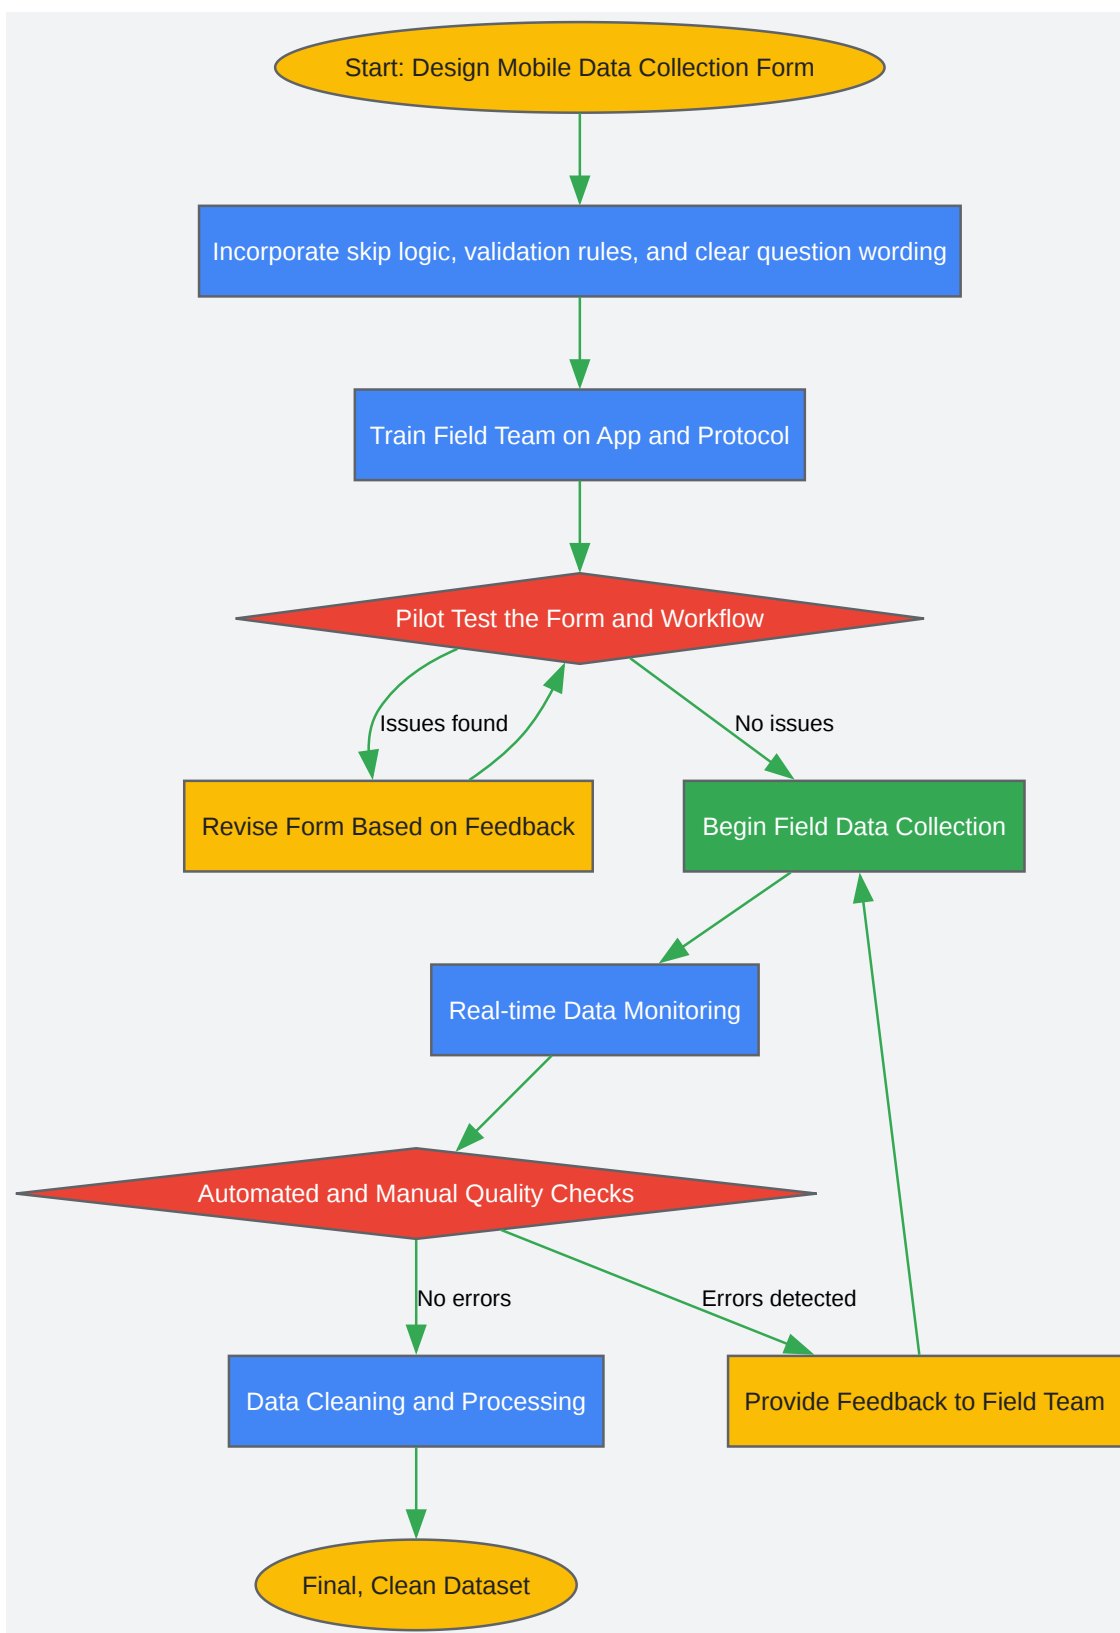 Start: Design Mobile Data Collection Form
Incorporate skip logic, validation rules, and clear question wording
Train Field Team on App and Protocol
Pilot Test the Form and Workflow
Issues found
No issues
Revise Form Based on Feedback
Begin Field Data Collection
Real-time Data Monitoring
Automated and Manual Quality Checks
No errors
Errors detected
Data Cleaning and Processing
Provide Feedback to Field Team
Final, Clean Dataset